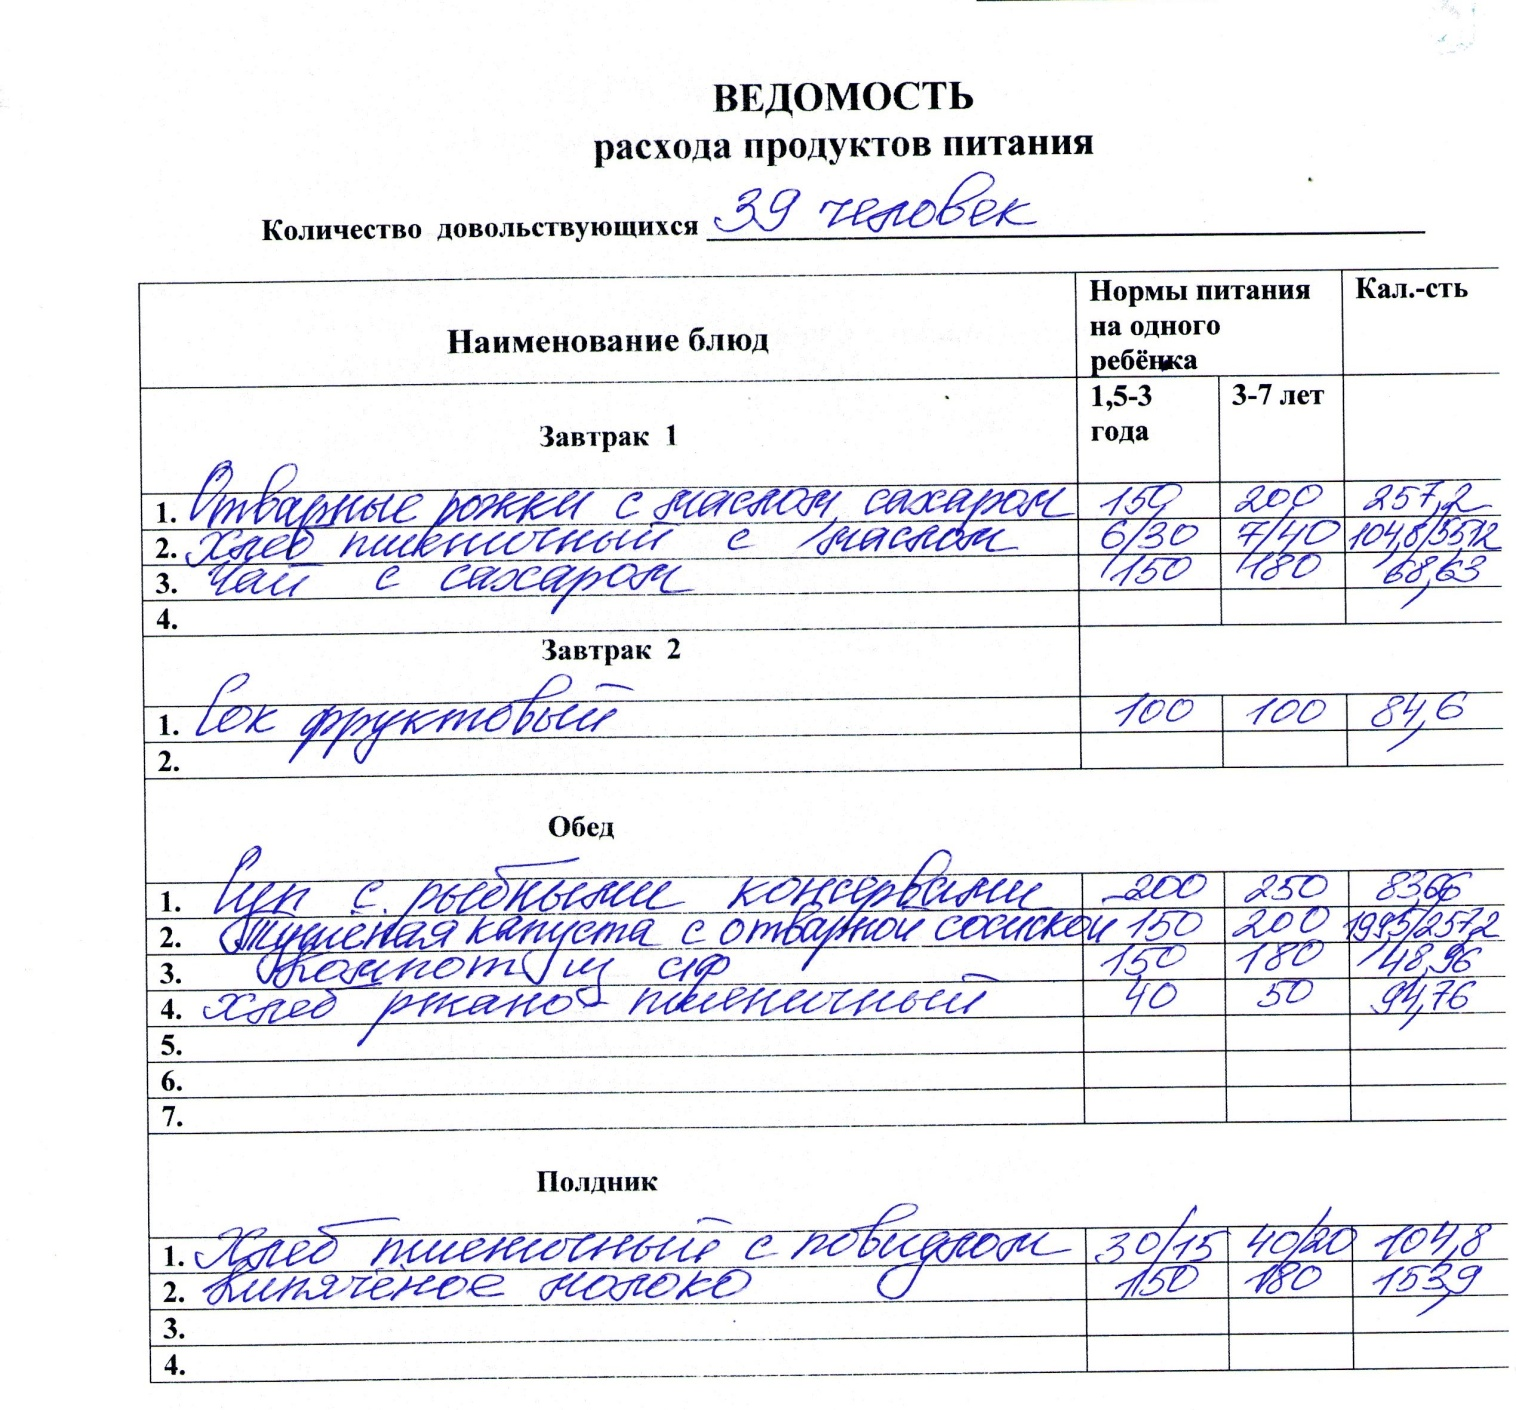 ВЕДОМОСТЬ
расхода продуктов питания
Количество довольствующихся 39 человек
Наименование блюд
Нормы питания на одного ребёнка
Кал.-сть
Завтрак 1
1,5-3 года
3-7 лет
1. Отварные рожки с маслом сахаром 150 200 257,2
2. Хлеб пшеничный с маслом 6/30 7/40 104,8/55,12
3. Чай с сахаром 150 180 68,63
4.
Завтрак 2
1. Сок фруктовый 100 100 84,6
2.
Обед
1. Суп с рыбными консервами 200 250 83,66
2. Тушёная капуста с отварной сосиской 150 200 199,5/257,2
3. Компот из с/ф 150 180 48,96
4. Хлеб ржано пшеничный 40 50 94,76
5.
6.
7.
Полдник
1. Хлеб пшеничный с повидлом 30/15 40/20 104,8
2. Кипячёное молоко 150 180 153,9
3.
4.